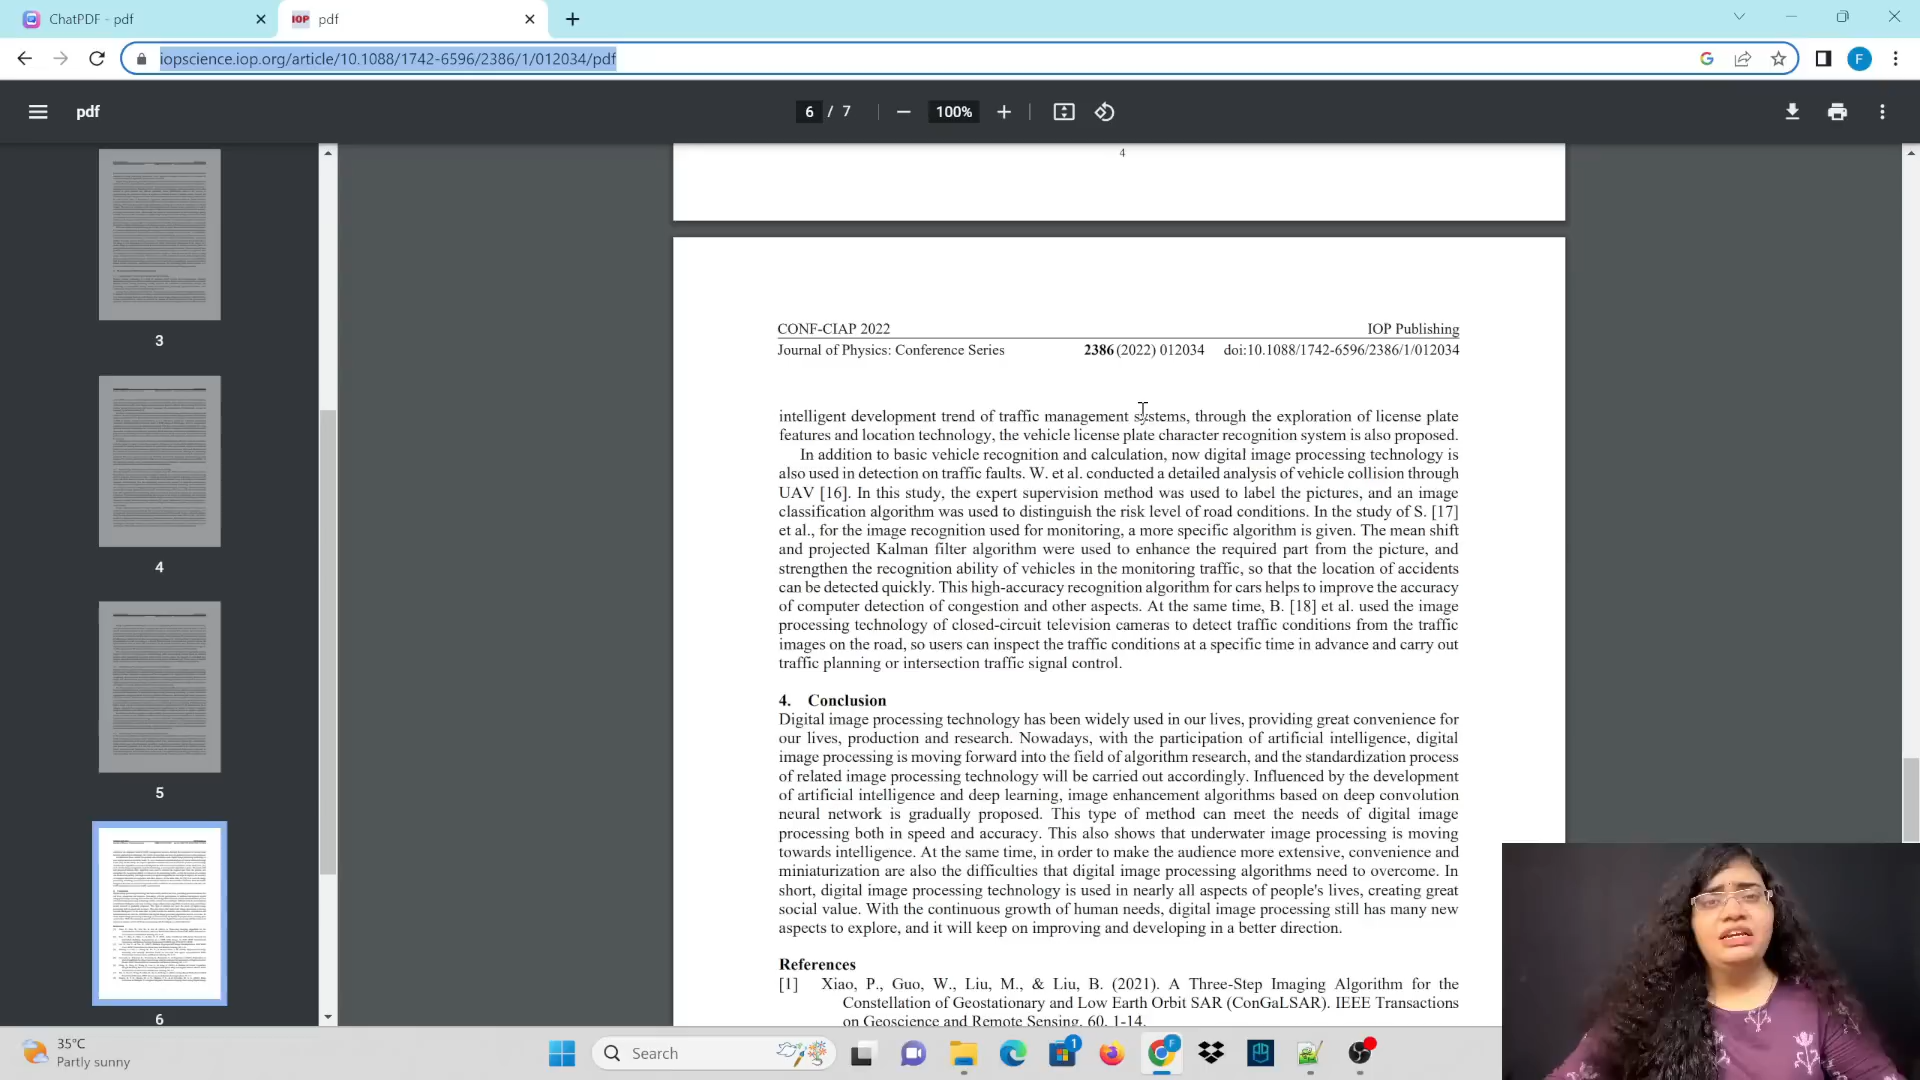 ChatPDF - pdf
IOP pdf
iopscience.iop.org/article/10.1088/1742-6596/2386/1/012034/pdf
F
pdf
6 / 7
100%
3
4
5
6
4
CONF-CIAP 2022 IOP Publishing
Journal of Physics: Conference Series 2386 (2022) 012034 doi:10.1088/1742-6596/2386/1/012034
intelligent development trend of traffic management systems, through the exploration of license plate
features and location technology, the vehicle license plate character recognition system is also proposed.
In addition to basic vehicle recognition and calculation, now digital image processing technology is
also used in detection on traffic faults. W. et al. conducted a detailed analysis of vehicle collision through
UAV [16]. In this study, the expert supervision method was used to label the pictures, and an image
classification algorithm was used to distinguish the risk level of road conditions. In the study of S. [17]
et al., for the image recognition used for monitoring, a more specific algorithm is given. The mean shift
and projected Kalman filter algorithm were used to enhance the required part from the picture, and
strengthen the recognition ability of vehicles in the monitoring traffic, so that the location of accidents
can be detected quickly. This high-accuracy recognition algorithm for cars helps to improve the accuracy
of computer detection of congestion and other aspects. At the same time, B. [18] et al. used the image
processing technology of closed-circuit television cameras to detect traffic conditions from the traffic
images on the road, so users can inspect the traffic conditions at a specific time in advance and carry out
traffic planning or intersection traffic signal control.
4. Conclusion
Digital image processing technology has been widely used in our lives, providing great convenience for
our lives, production and research. Nowadays, with the participation of artificial intelligence, digital
image processing is moving forward into the field of algorithm research, and the standardization process
of related image processing technology will be carried out accordingly. Influenced by the development
of artificial intelligence and deep learning, image enhancement algorithms based on deep convolution
neural network is gradually proposed. This type of method can meet the needs of digital image
processing both in speed and accuracy. This also shows that underwater image processing is moving
towards intelligence. At the same time, in order to make the audience more extensive, convenience and
miniaturization are also the difficulties that digital image processing algorithms need to overcome. In
short, digital image processing technology is used in nearly all aspects of people's lives, creating great
social value. With the continuous growth of human needs, digital image processing still has many new
aspects to explore, and it will keep on improving and developing in a better direction.
References
[1] Xiao, P., Guo, W., Liu, M., & Liu, B. (2021). A Three-Step Imaging Algorithm for the
Constellation of Geostationary and Low Earth Orbit SAR (ConGaLSAR). IEEE Transactions
on Geoscience and Remote Sensing, 60, 1-14.
35°C
Partly sunny
Search
1
F